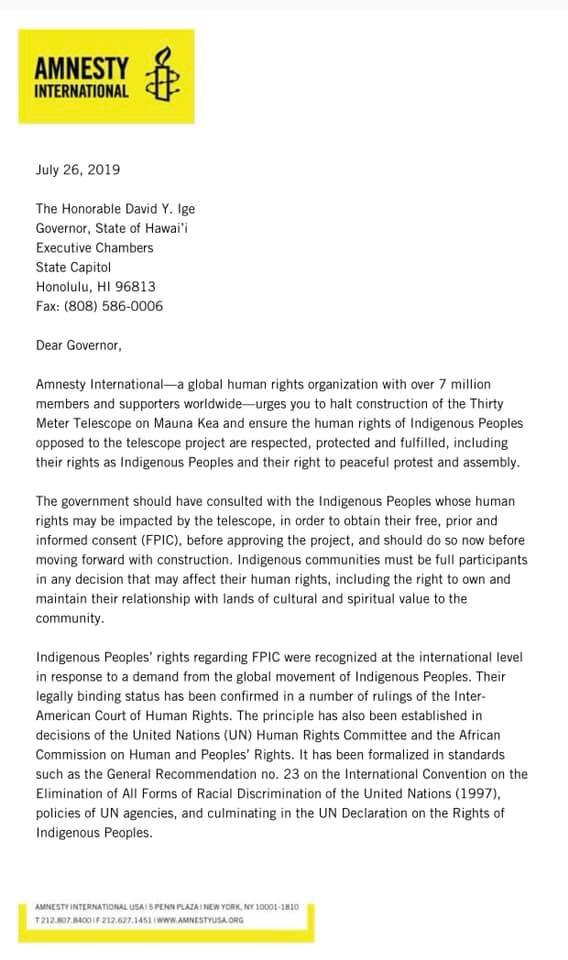 AMNESTY
INTERNATIONAL
July 26, 2019
The Honorable David Y. Ige
Governor, State of Hawai'i
Executive Chambers
State Capitol
Honolulu, HI 96813
Fax: (808) 586-0006
Dear Governor,
Amnesty International—a global human rights organization with over 7 million
members and supporters worldwide—urges you to halt construction of the Thirty
Meter Telescope on Mauna Kea and ensure the human rights of Indigenous Peoples
opposed to the telescope project are respected, protected and fulfilled, including
their rights as Indigenous Peoples and their right to peaceful protest and assembly.
The government should have consulted with the Indigenous Peoples whose human
rights may be impacted by the telescope, in order to obtain their free, prior and
informed consent (FPIC), before approving the project, and should do so now before
moving forward with construction. Indigenous communities must be full participants
in any decision that may affect their human rights, including the right to own and
maintain their relationship with lands of cultural and spiritual value to the
community.
Indigenous Peoples' rights regarding FPIC were recognized at the international level
in response to a demand from the global movement of Indigenous Peoples. Their
legally binding status has been confirmed in a number of rulings of the Inter-
American Court of Human Rights. The principle has also been established in
decisions of the United Nations (UN) Human Rights Committee and the African
Commission on Human and Peoples' Rights. It has been formalized in standards
such as the General Recommendation no. 23 on the International Convention on the
Elimination of All Forms of Racial Discrimination of the United Nations (1997),
policies of UN agencies, and culminating in the UN Declaration on the Rights of
Indigenous Peoples.
AMNESTY INTERNATIONAL USA | 5 PENN PLAZA | NEW YORK, NY 10001-1810
T 212.807.8400 | F 212.627.1451 | WWW.AMNESTYUSA.ORG